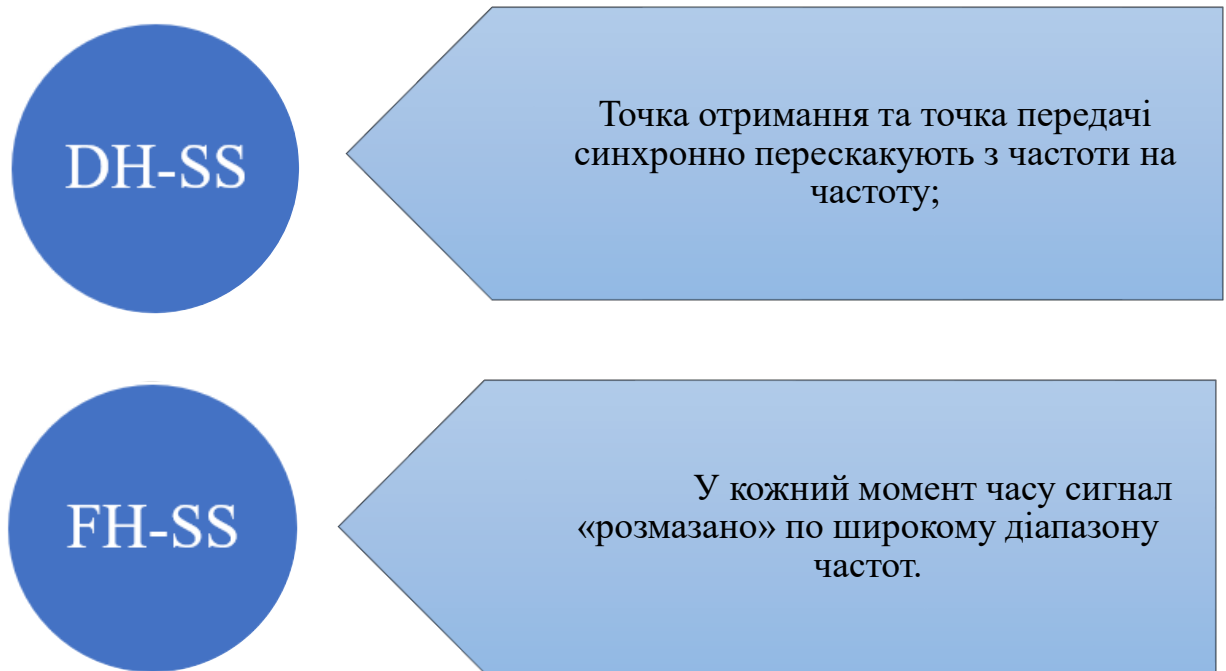 DH-SS
Точка отримання та точка передачі
синхронно перескакують з частоти на
частоту;
FH-SS
У кожний момент часу сигнал
«розмазано» по широкому діапазону
частот.